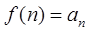 f(n) = aₙ